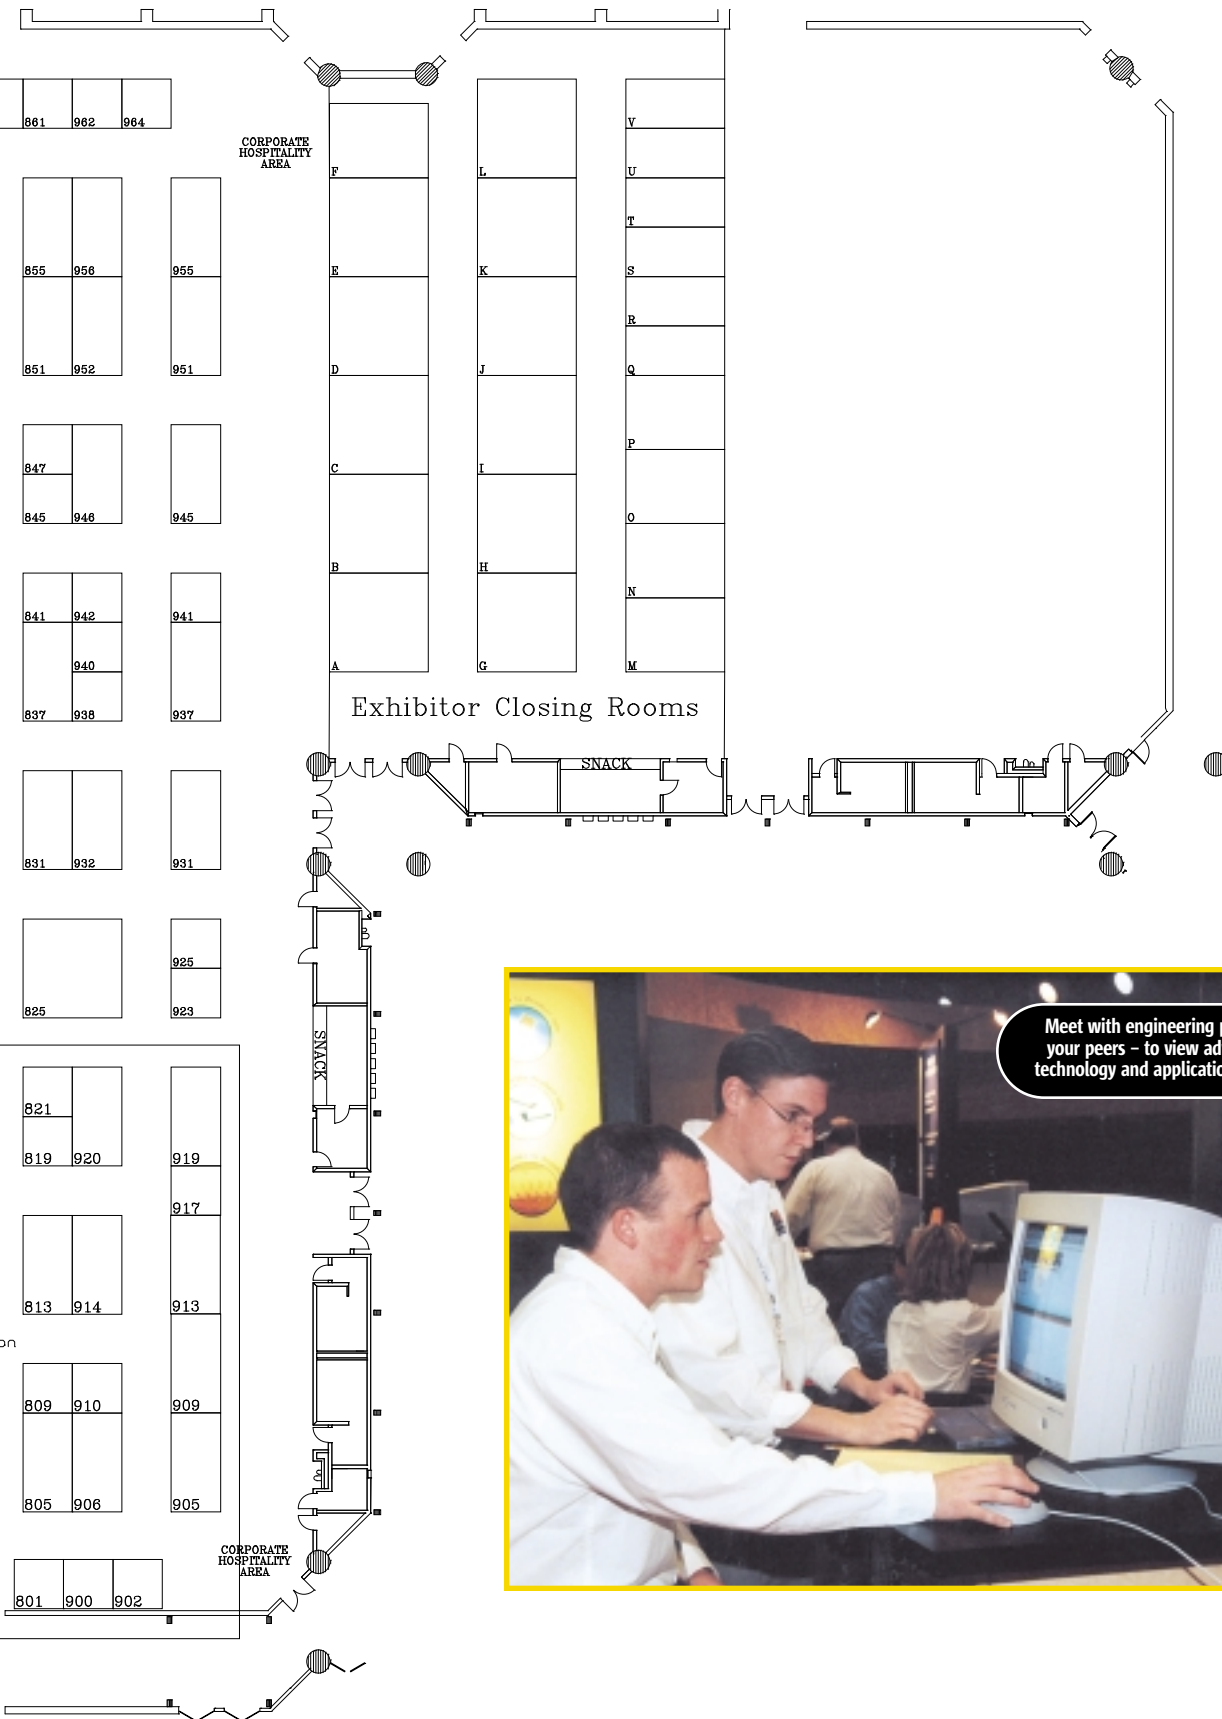 861 962 964
CORPORATE
HOSPITALITY
AREA
F L V
U
T
855 956 955 E K S
R
851 952 951 D J Q
P
847 C I
845 946 945 O
B H N
841 942 941
940 A G M
837 938 937
Exhibitor Closing Rooms
SNACK
831 932 931
925
825 923
SNACK
821
819 920 919
917
813 914 913
on
809 910 909
805 906 905
CORPORATE
HOSPITALITY
AREA
801 900 902
Meet with engineering
your peers – to view
technology and